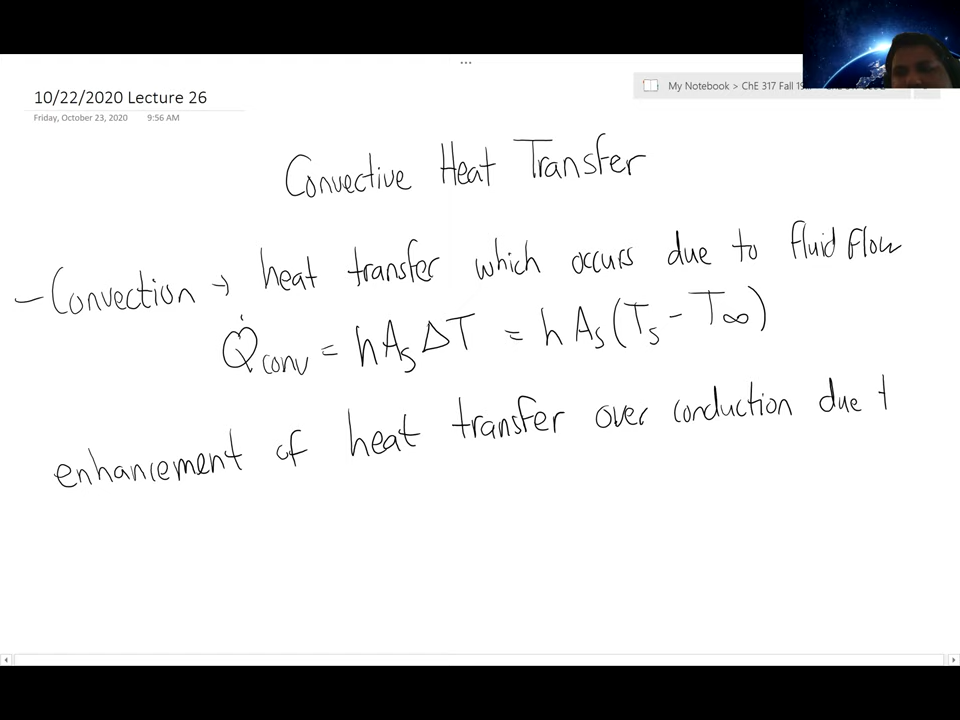 10/22/2020 Lecture 26
Friday, October 23, 2020 9:56 AM
My Notebook > ChE 317 Fall
Convective Heat Transfer
- Convection → heat transfer which occurs due to fluid flow
Q̇conv = hAsΔT = hAs(Ts - T∞)
enhancement of heat transfer over conduction due t